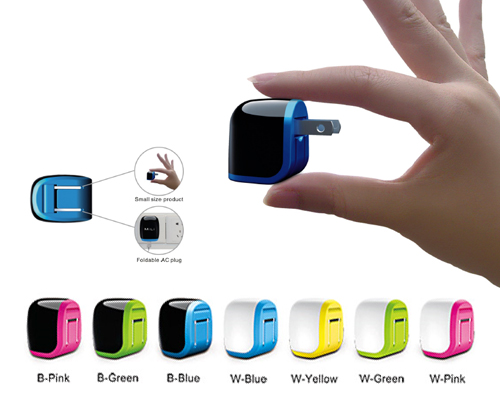 Small size product
Foldable AC plug
B-Pink B-Green B-Blue W-Blue W-Yellow W-Green W-Pink